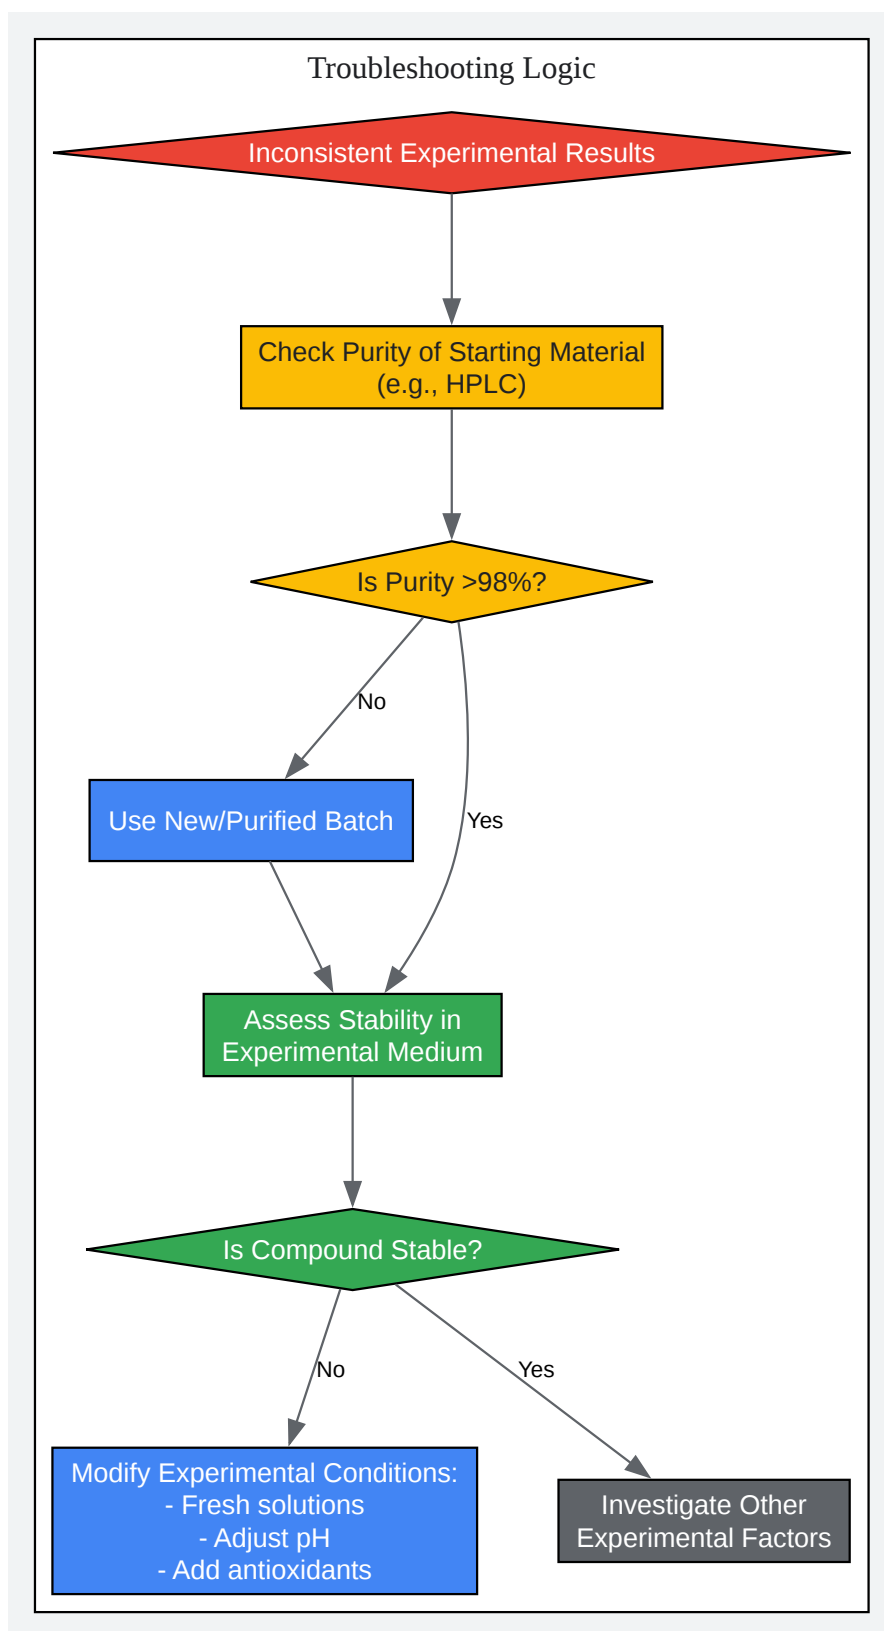 Troubleshooting Logic
Inconsistent Experimental Results
Check Purity of Starting Material
(e.g., HPLC)
Is Purity >98%?
No
Use New/Purified Batch
Yes
Assess Stability in
Experimental Medium
Is Compound Stable?
No
Yes
Modify Experimental Conditions:
- Fresh solutions
- Adjust pH
- Add antioxidants
Investigate Other
Experimental Factors